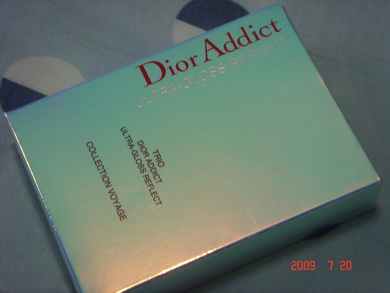 Dior Addict
ULTRA-GLOSS REFLECT
TRIO
DIOR ADDICT
ULTRA-GLOSS REFLECT
COLLECTION VOYAGE
2009 7 20